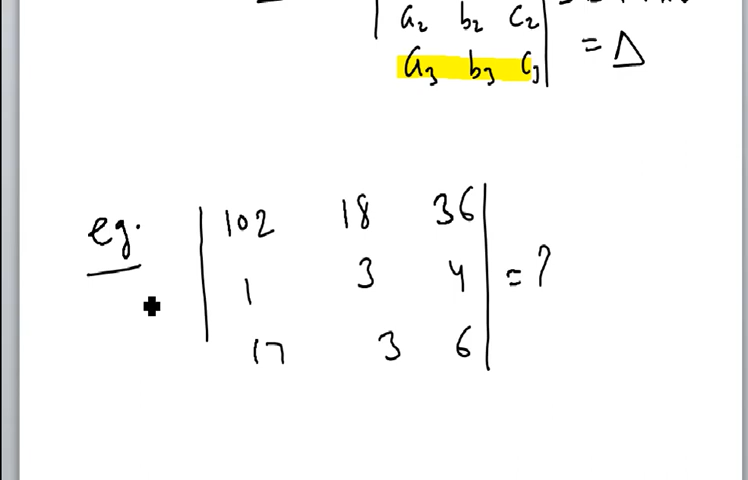 a₂ b₂ c₂
a₃ b₃ c₃ = Δ
eg. 102 18 36
1 3 4 = ?
17 3 6